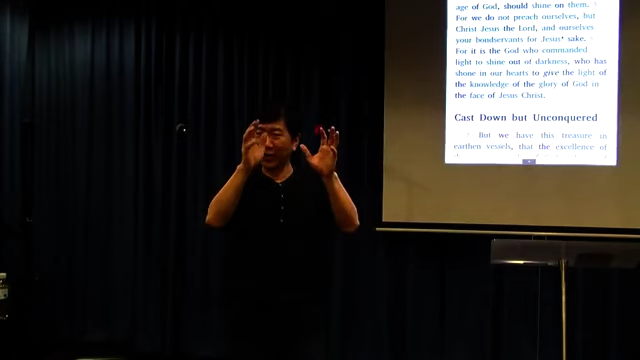 age of God, should shine on them.
For we do not preach ourselves, but
Christ Jesus the Lord, and ourselves
your bondservants for Jesus' sake.
For it is the God who commanded
light to shine out of darkness, who has
shone in our hearts to give the light of
the knowledge of the glory of God in
the face of Jesus Christ.
Cast Down but Unconquered
But we have this treasure in
earthen vessels, that the excellence of